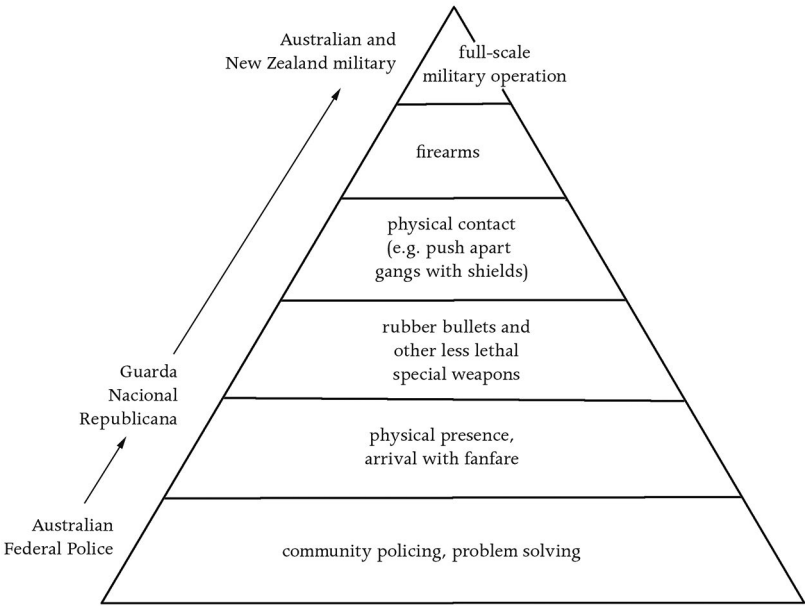 Australian and
New Zealand military
full-scale
military operation
firearms
physical contact
(e.g. push apart
gangs with shields)
rubber bullets and
other less lethal
special weapons
Guarda
Nacional
Republicana
physical presence,
arrival with fanfare
Australian
Federal Police
community policing, problem solving